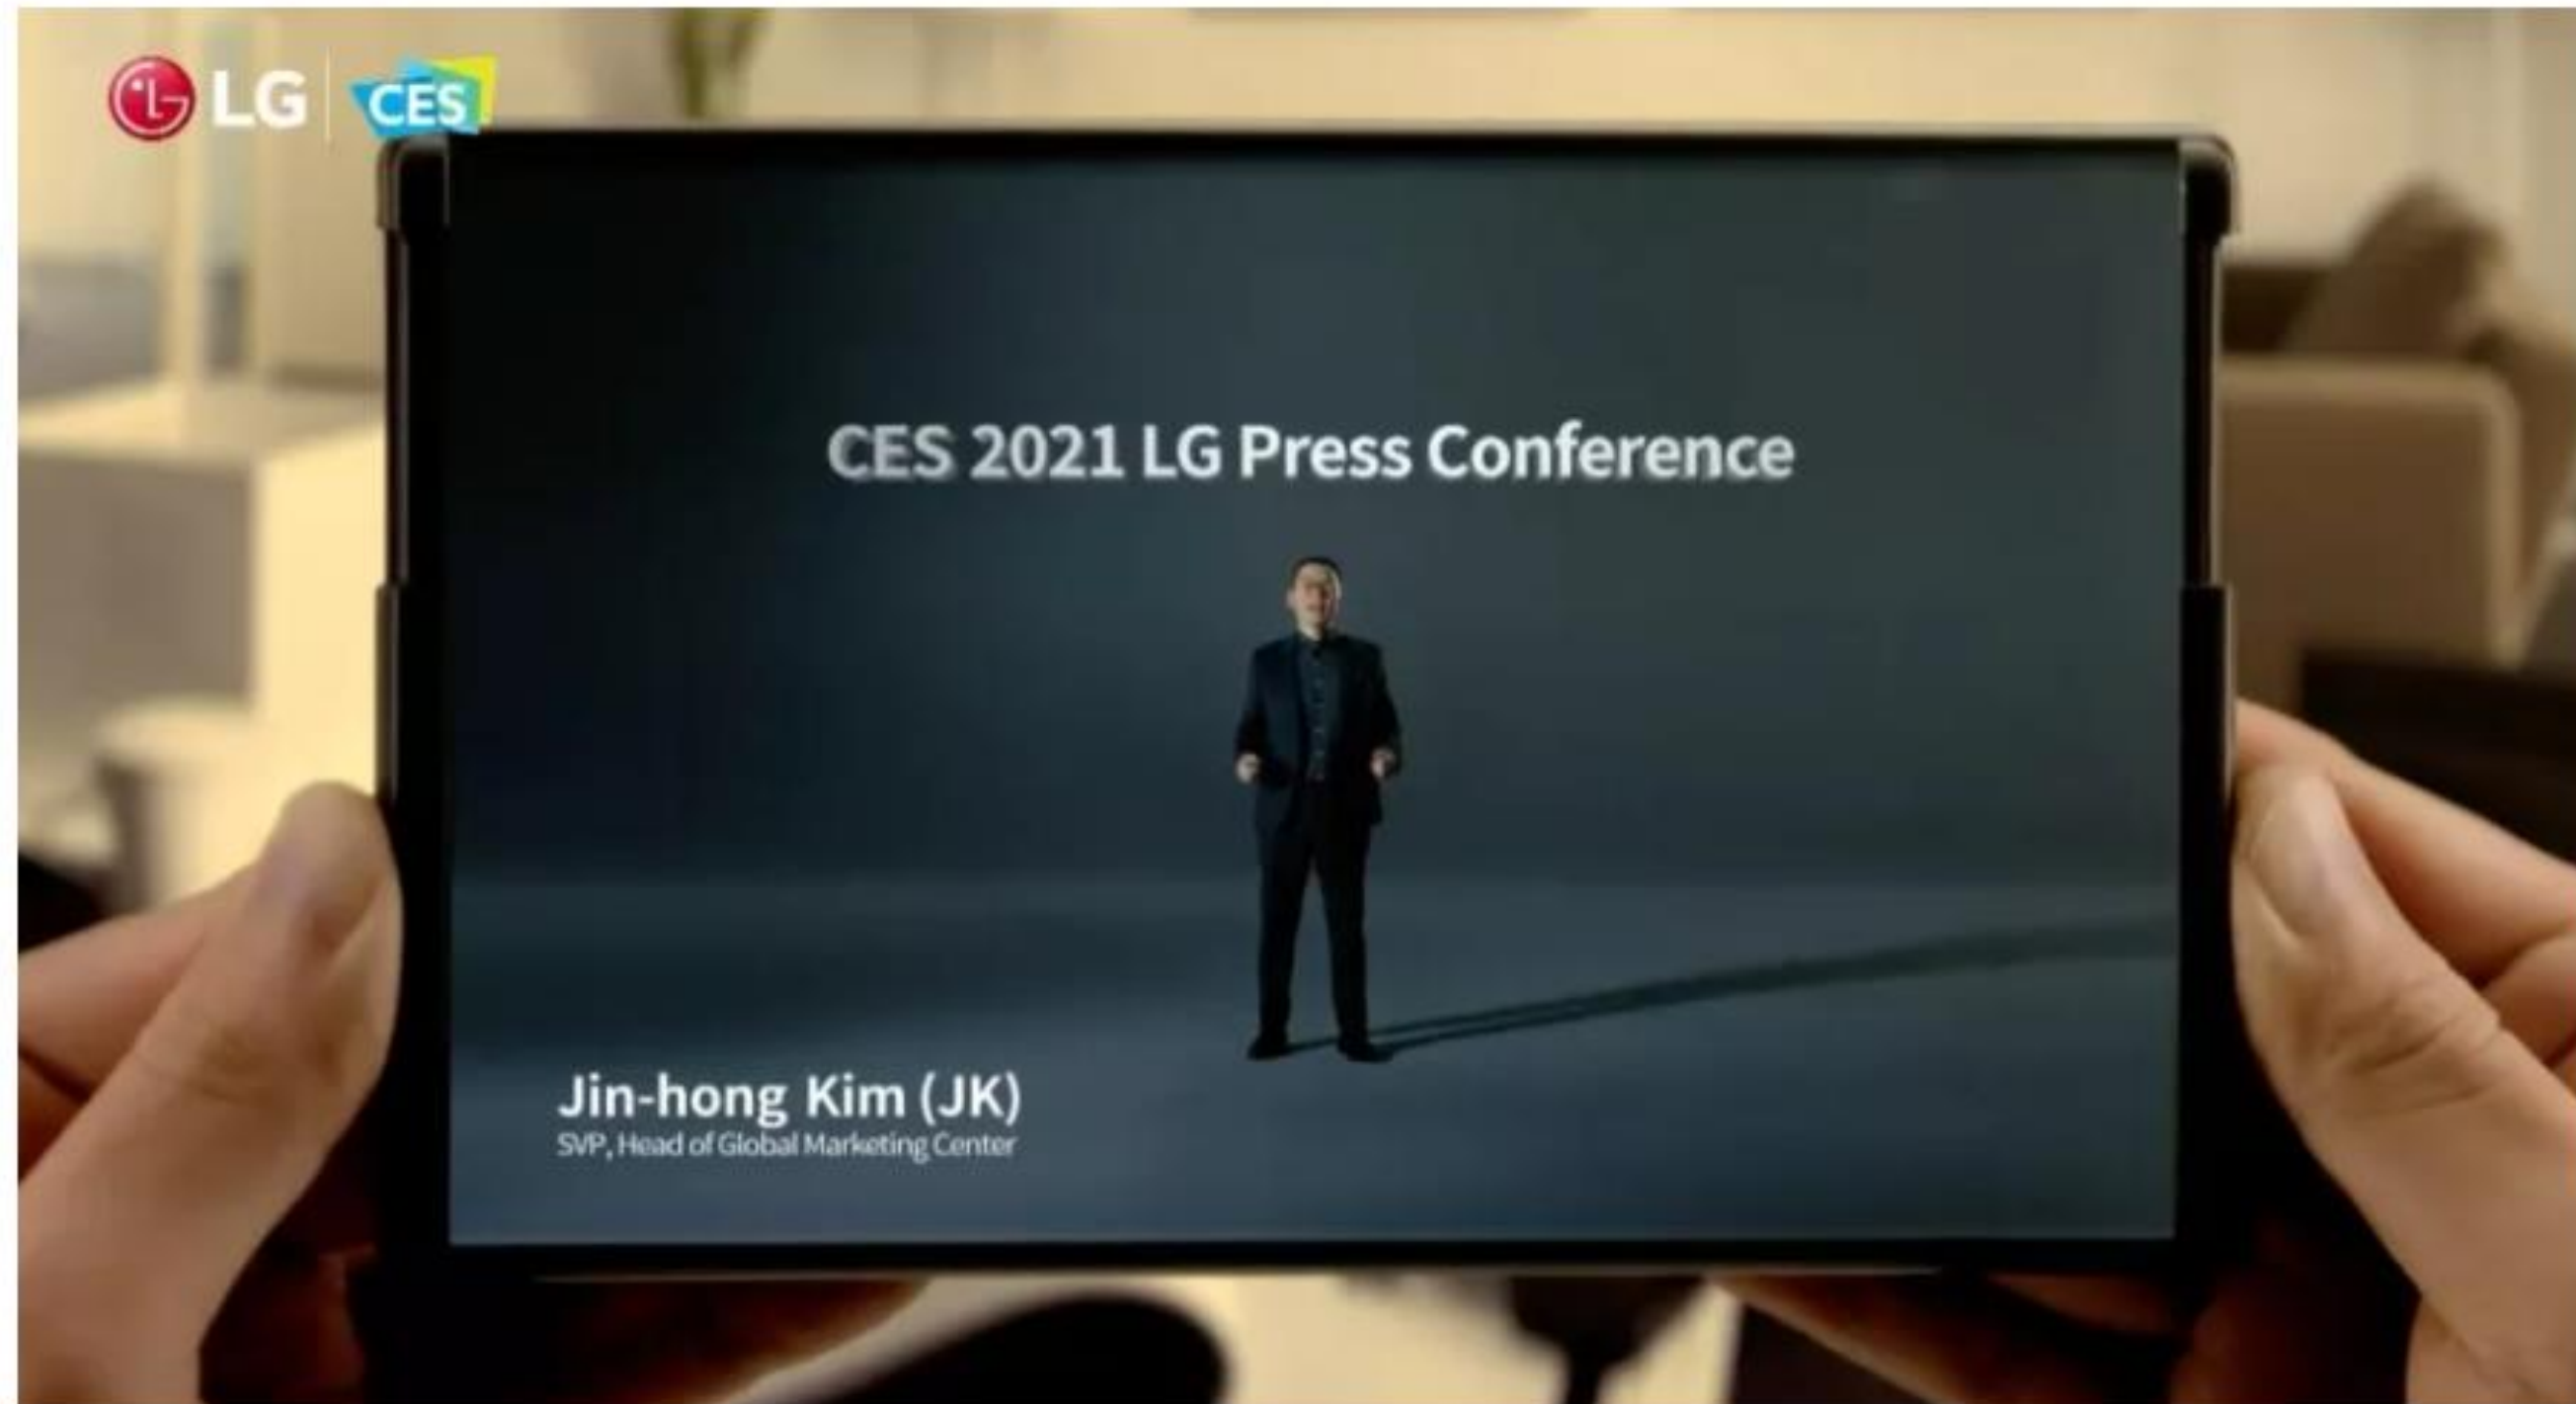 LG CES
CES 2021 LG Press Conference
Jin-hong Kim (JK)
SVP, Head of Global Marketing Center